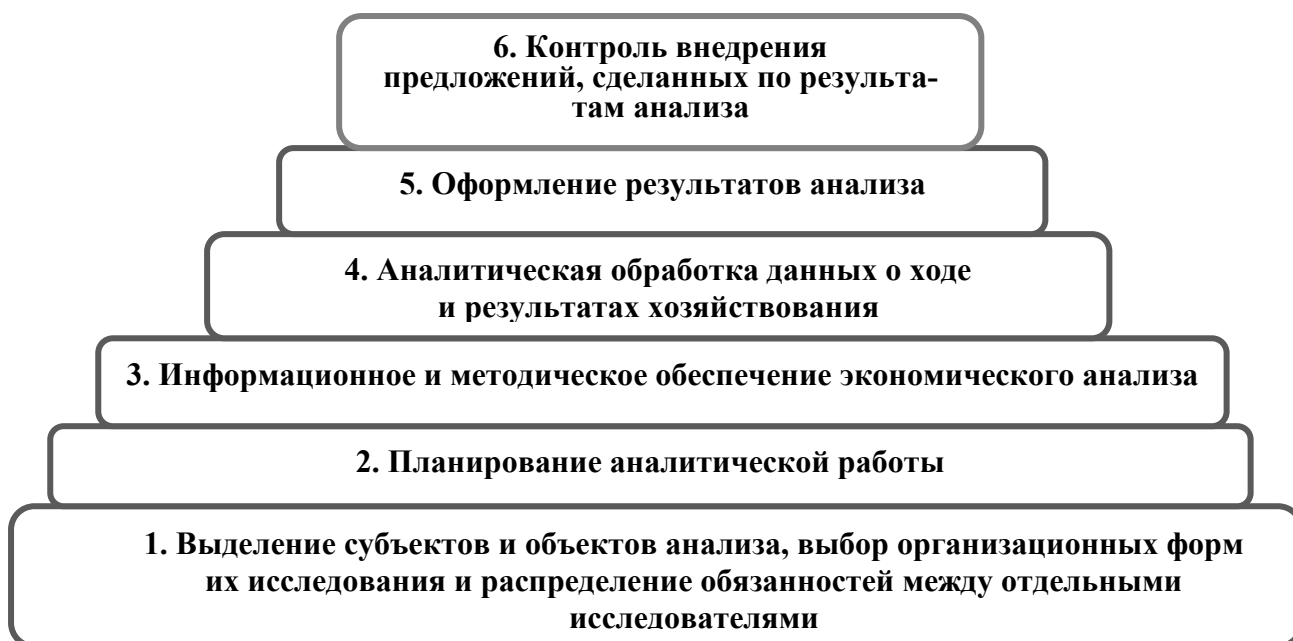 6. Контроль внедрения
предложений, сделанных по результа-
там анализа
5. Оформление результатов анализа
4. Аналитическая обработка данных о ходе
и результатах хозяйствования
3. Информационное и методическое обеспечение экономического анализа
2. Планирование аналитической работы
1. Выделение субъектов и объектов анализа, выбор организационных форм
их исследования и распределение обязанностей между отдельными
исследователями